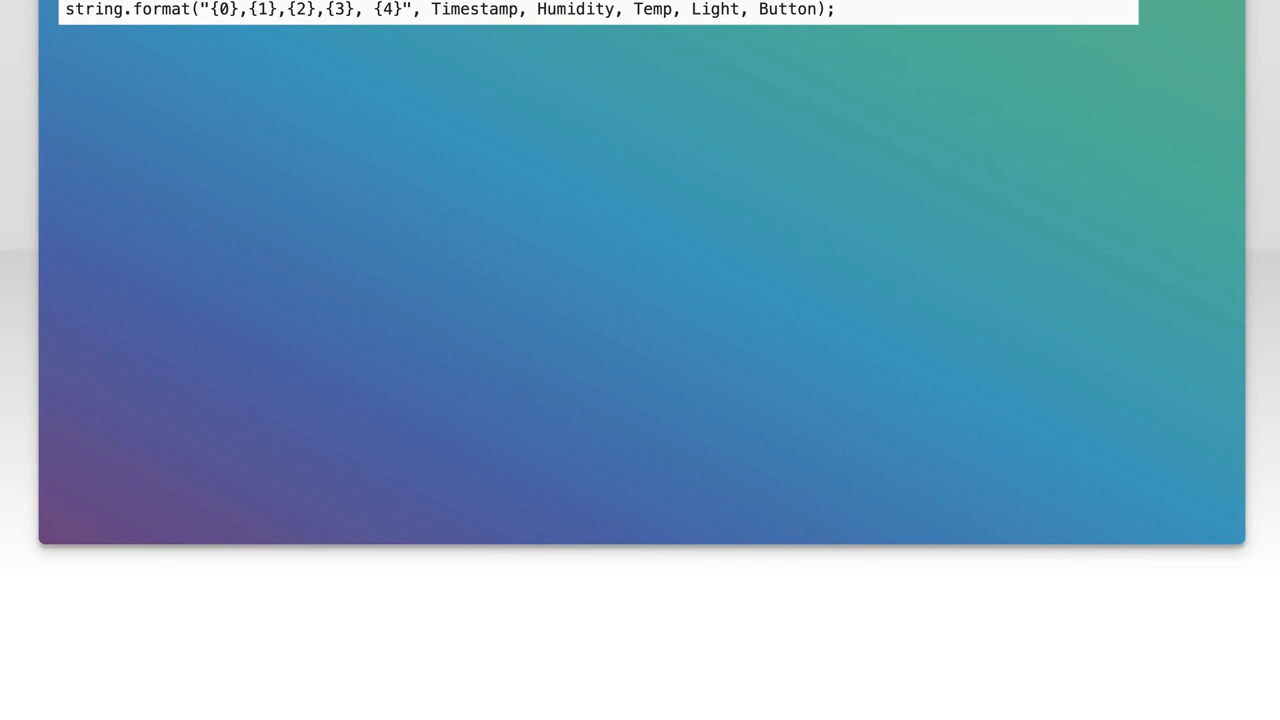 string.format("{0},{1},{2},{3}, {4}", Timestamp, Humidity, Temp, Light, Button);